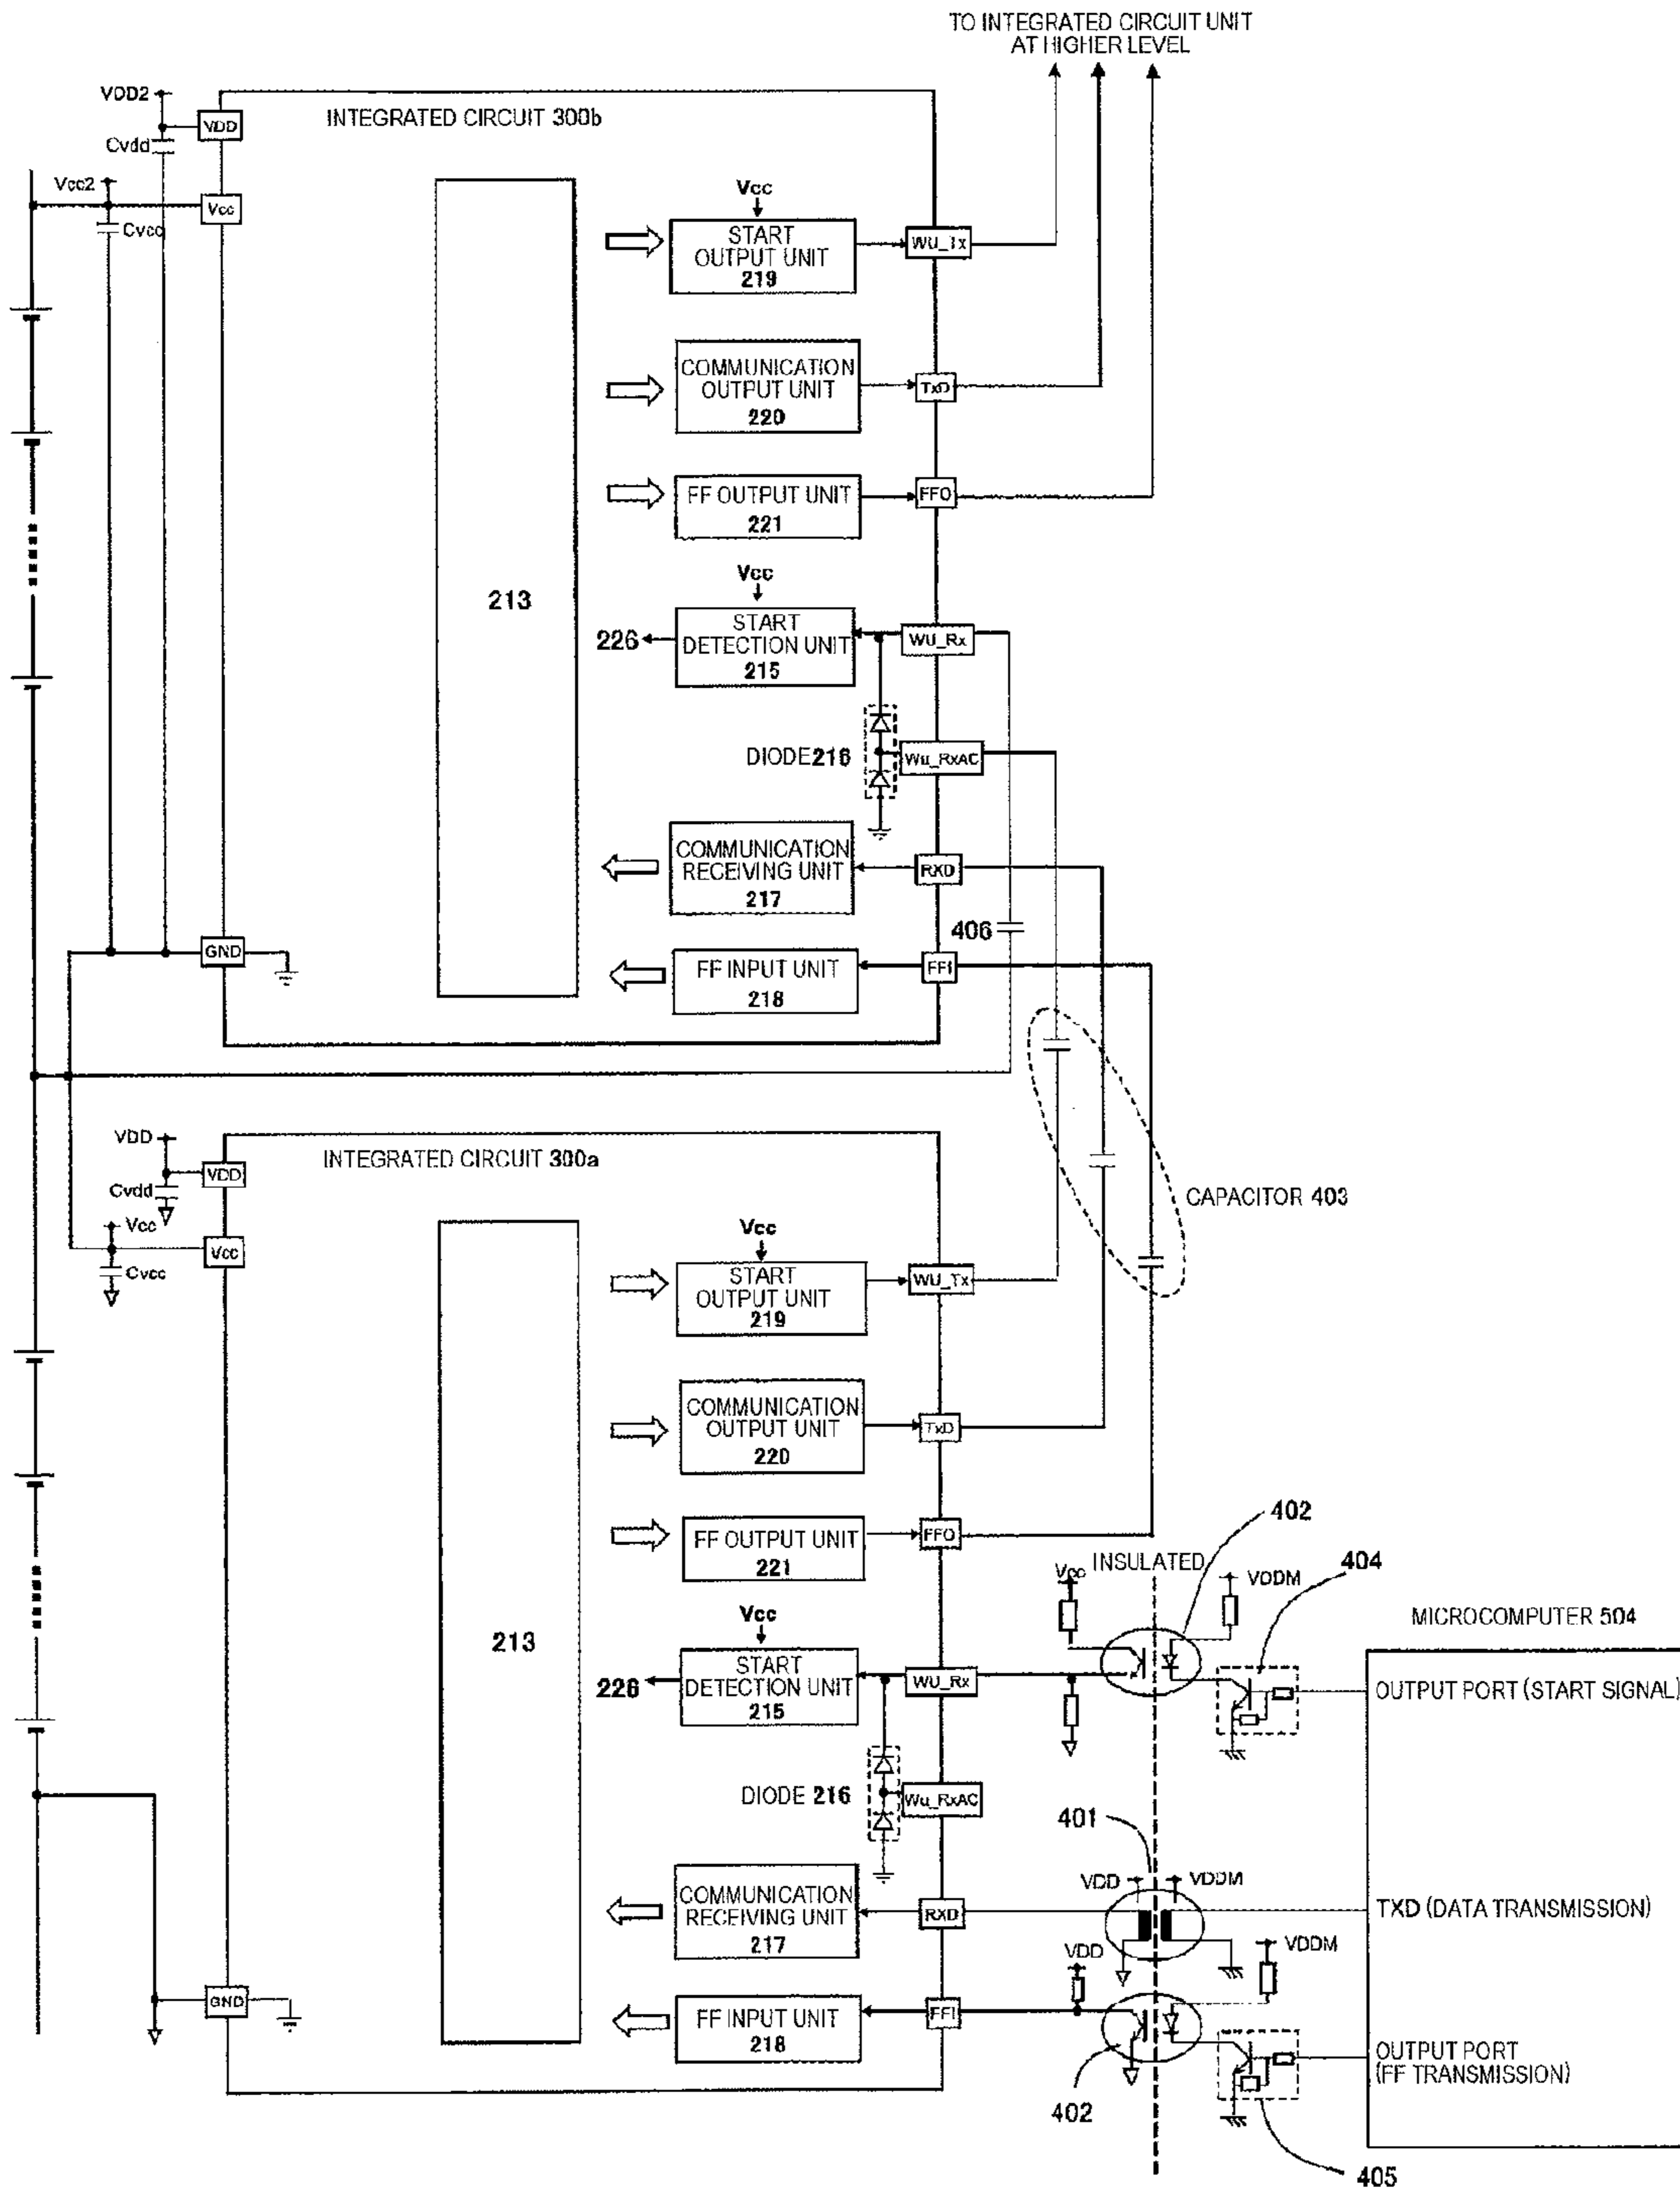 TO INTEGRATED CIRCUIT UNIT
AT HIGHER LEVEL
VDD2
VDD
INTEGRATED CIRCUIT 300b
Cvdd
Vcc2
Vcc
Cvcc
Vcc
START
OUTPUT UNIT
219
WU_Tx
COMMUNICATION
OUTPUT UNIT
220
TxD
FF OUTPUT UNIT
221
FFO
213
Vcc
226
START
DETECTION UNIT
215
WU_Rx
DIODE216
Wu_RxAC
COMMUNICATION
RECEIVING UNIT
217
RXD
406
GND
FF INPUT UNIT
218
FFI
VDD
VDD
INTEGRATED CIRCUIT 300a
Cvdd
Vcc
Vcc
Cvcc
CAPACITOR 403
Vcc
START
OUTPUT UNIT
219
WU_Tx
COMMUNICATION
OUTPUT UNIT
220
TxD
FF OUTPUT UNIT
221
FFO
402
INSULATED
Vcc
VDDM
404
MICROCOMPUTER 504
213
Vcc
226
START
DETECTION UNIT
215
WU_Rx
OUTPUT PORT (START SIGNAL)
DIODE 216
Wu_RxAC
401
VDD
VDDM
COMMUNICATION
RECEIVING UNIT
217
RXD
TXD (DATA TRANSMISSION)
VDD
VDDM
GND
FF INPUT UNIT
218
FFI
OUTPUT PORT
(FF TRANSMISSION)
402
405